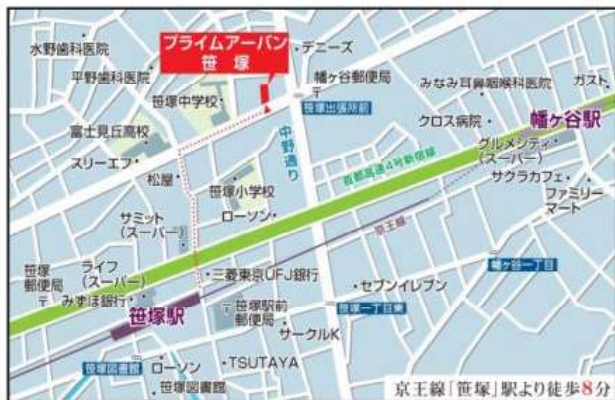 水野歯科医院
プライムアーバン
笹塚
デニーズ
平野歯科医院
幡ヶ谷郵便局
みなみ耳鼻咽喉科医院
ガスト
笹塚中学校
笹塚出張所前
クロス病院
幡ヶ谷駅
富士見丘高校
中野通り
グルメシティ
(スーパー)
スリーエフ
首都高速4号新宿線
サクラカフェ
松屋
笹塚小学校
ファミリー
マート
サミット
(スーパー)
ローソン
京王線
笹塚
郵便局
ライフ
(スーパー)
三菱東京UFJ銀行
幡ヶ谷一丁目
みずほ銀行
セブンイレブン
笹塚駅
笹塚駅前
郵便局
笹塚一丁目東
サークルK
笹塚図書館
ローソン
TSUTAYA
笹塚図書館
京王線「笹塚」駅より徒歩8分